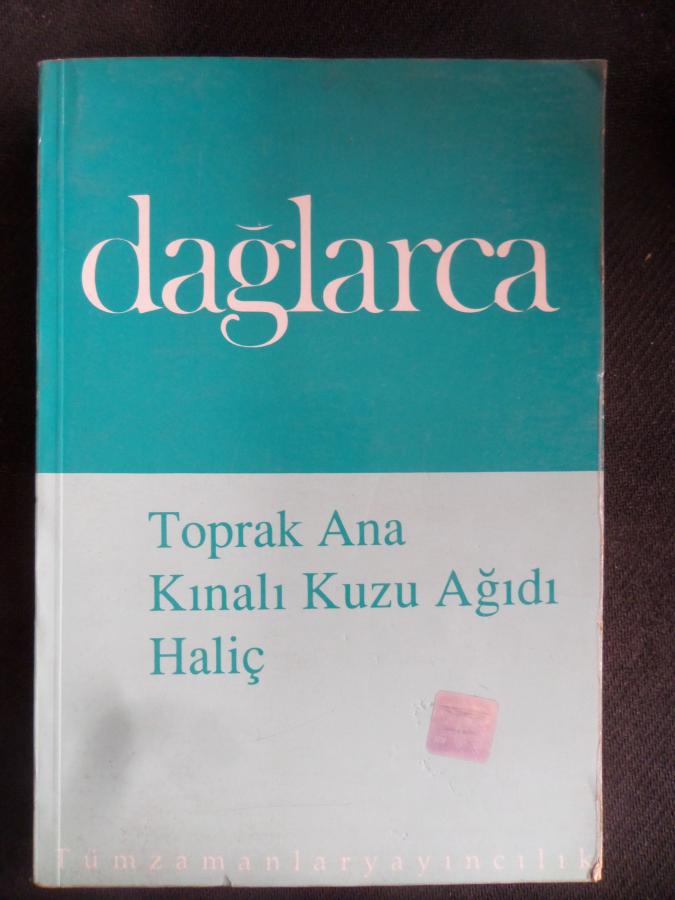 dağlarca
Toprak Ana
Kınalı Kuzu Ağıdı
Haliç
Tümzamanlaryayıncılık